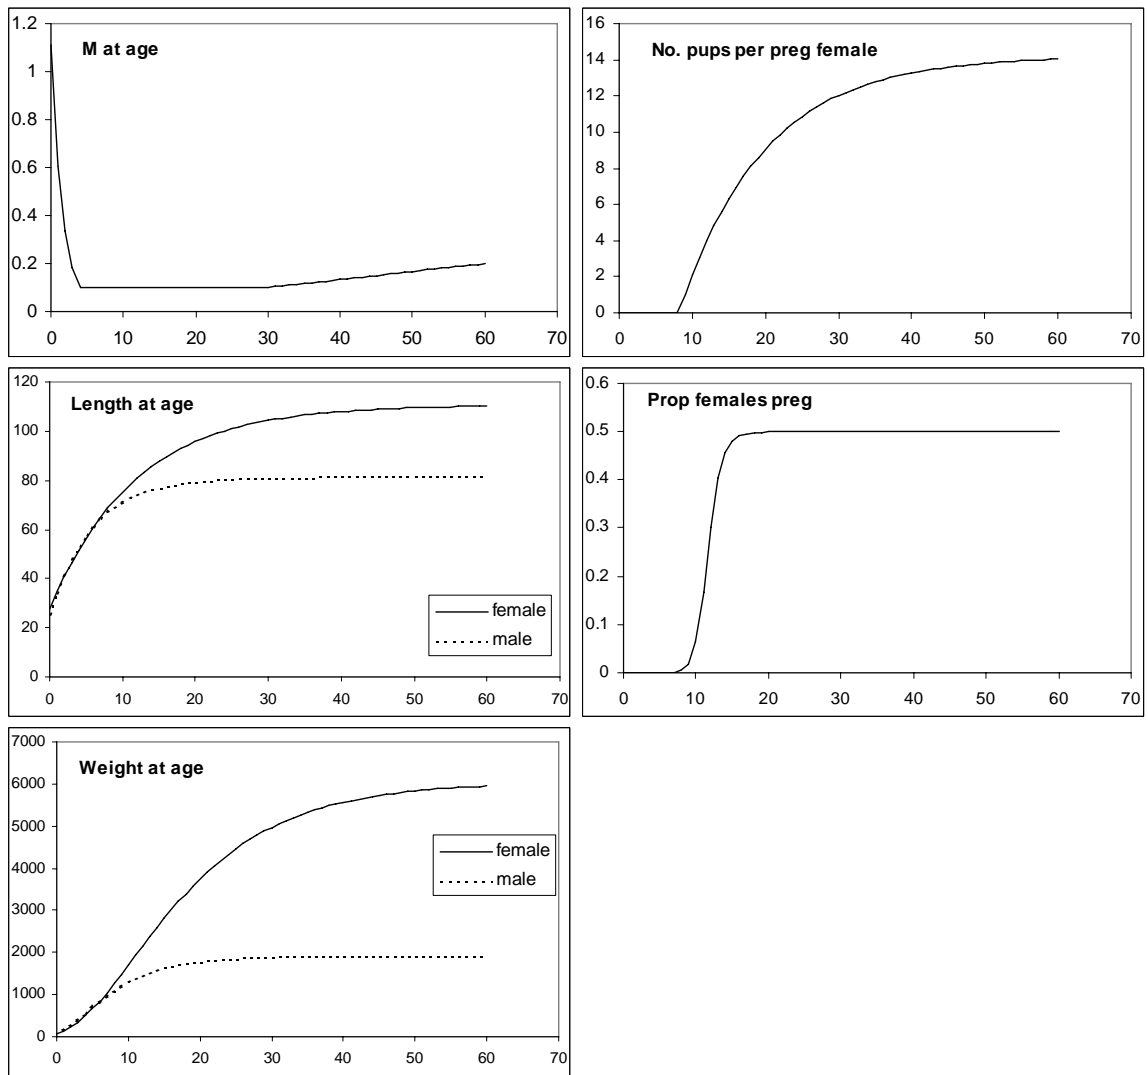 M at age
1.2
1
0.8
0.6
0.4
0.2
0
0 10 20 30 40 50 60 70
No. pups per preg female
16
14
12
10
8
6
4
2
0
0 10 20 30 40 50 60 70
Length at age
120
100
80
60
40
20
0
female
male
0 10 20 30 40 50 60 70
Prop females preg
0.6
0.5
0.4
0.3
0.2
0.1
0
0 10 20 30 40 50 60 70
Weight at age
7000
6000
5000
4000
3000
2000
1000
0
female
male
0 10 20 30 40 50 60 70